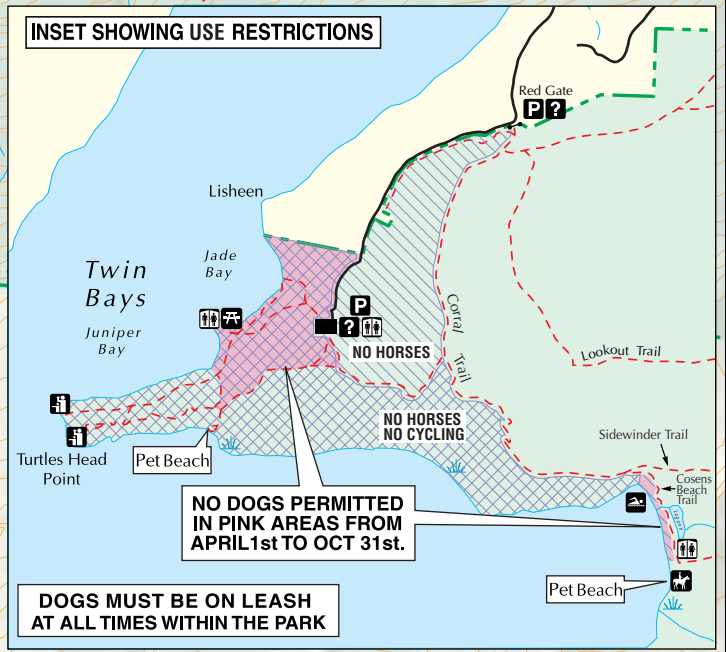 INSET SHOWING USE RESTRICTIONS
Red Gate
P ?
Lisheen
Jade
Bay
Twin
Bays
Juniper
Bay
P
?
NO HORSES
Corral Trail
Lookout Trail
NO HORSES
NO CYCLING
Sidewinder Trail
Turtles Head
Point
Pet Beach
Cosens
Beach
Trail
NO DOGS PERMITTED
IN PINK AREAS FROM
APRIL1st TO OCT 31st.
Pet Beach
DOGS MUST BE ON LEASH
AT ALL TIMES WITHIN THE PARK